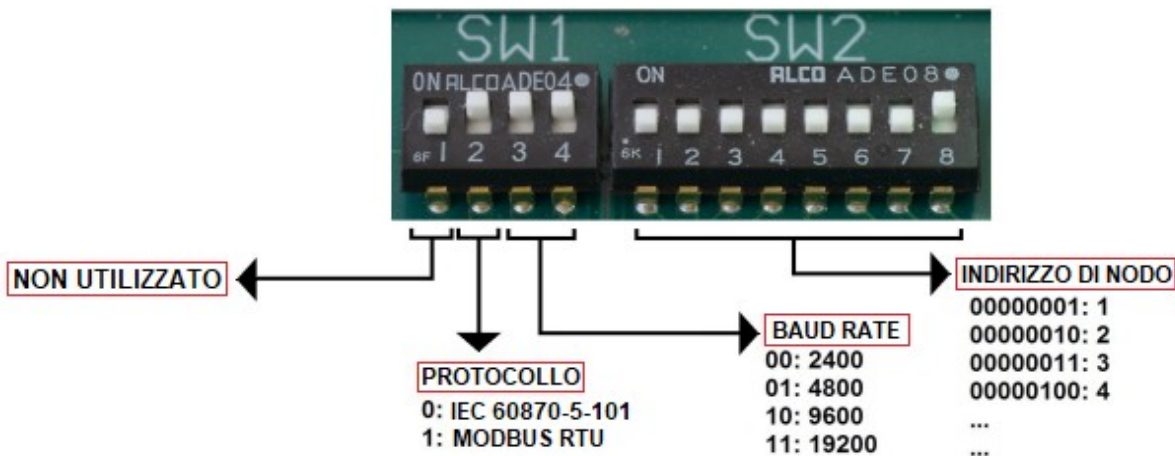 SW1 SW2
ON ALCO ADE04
ON ALCO ADE08
6F 1 2 3 4
6K 1 2 3 4 5 6 7 8
NON UTILIZZATO
PROTOCOLLO
0: IEC 60870-5-101
1: MODBUS RTU
BAUD RATE
00: 2400
01: 4800
10: 9600
11: 19200
INDIRIZZO DI NODO
00000001: 1
00000010: 2
00000011: 3
00000100: 4
...
...